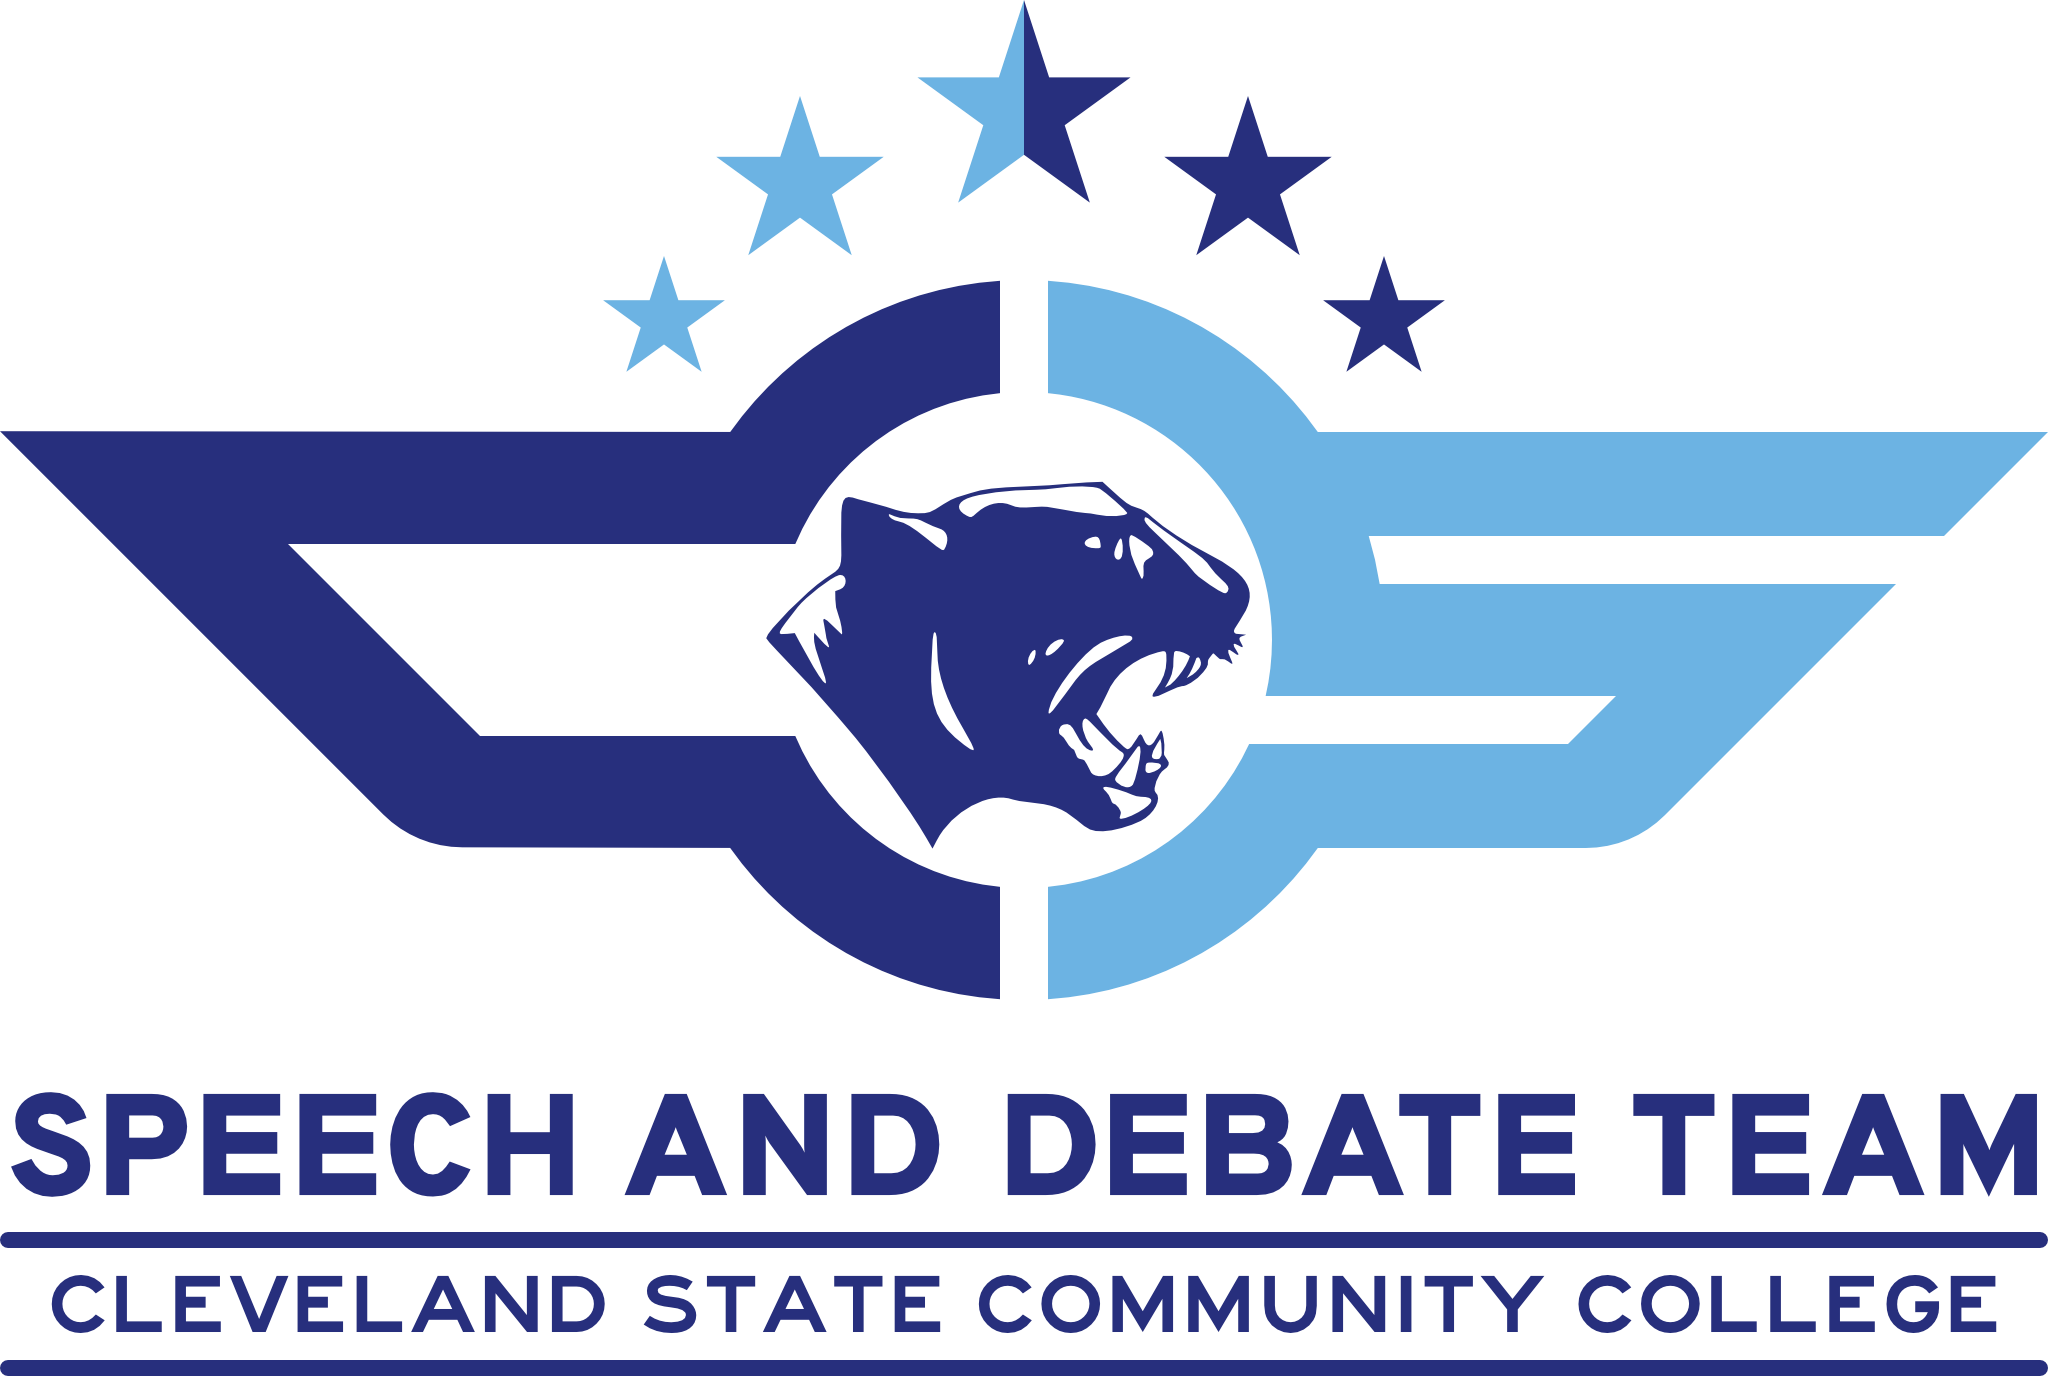 SPEECH AND DEBATE TEAM
CLEVELAND STATE COMMUNITY COLLEGE